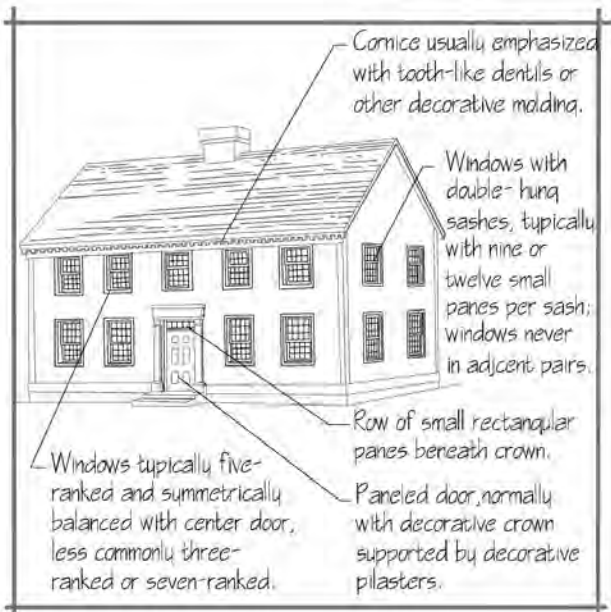 Cornice usually emphasized
with tooth-like dentils or
other decorative molding.
Windows with
double-hung
sashes, typically
with nine or
twelve small
panes per sash;
windows never
in adjcent pairs.
Row of small rectangular
panes beneath crown.
Paneled door, normally
with decorative crown
supported by decorative
pilasters.
Windows typically five-
ranked and symmetrically
balanced with center door,
less commonly three-
ranked or seven-ranked.